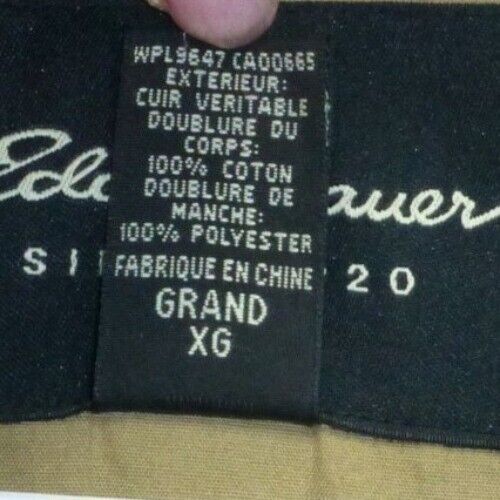 WPL9647 CA00665
EXTERIEUR:
CUIR VERITABLE
DOUBLURE DU
CORPS:
100% COTON
DOUBLURE DE
MANCHE:
100% POLYESTER
FABRIQUE EN CHINE
GRAND
XG